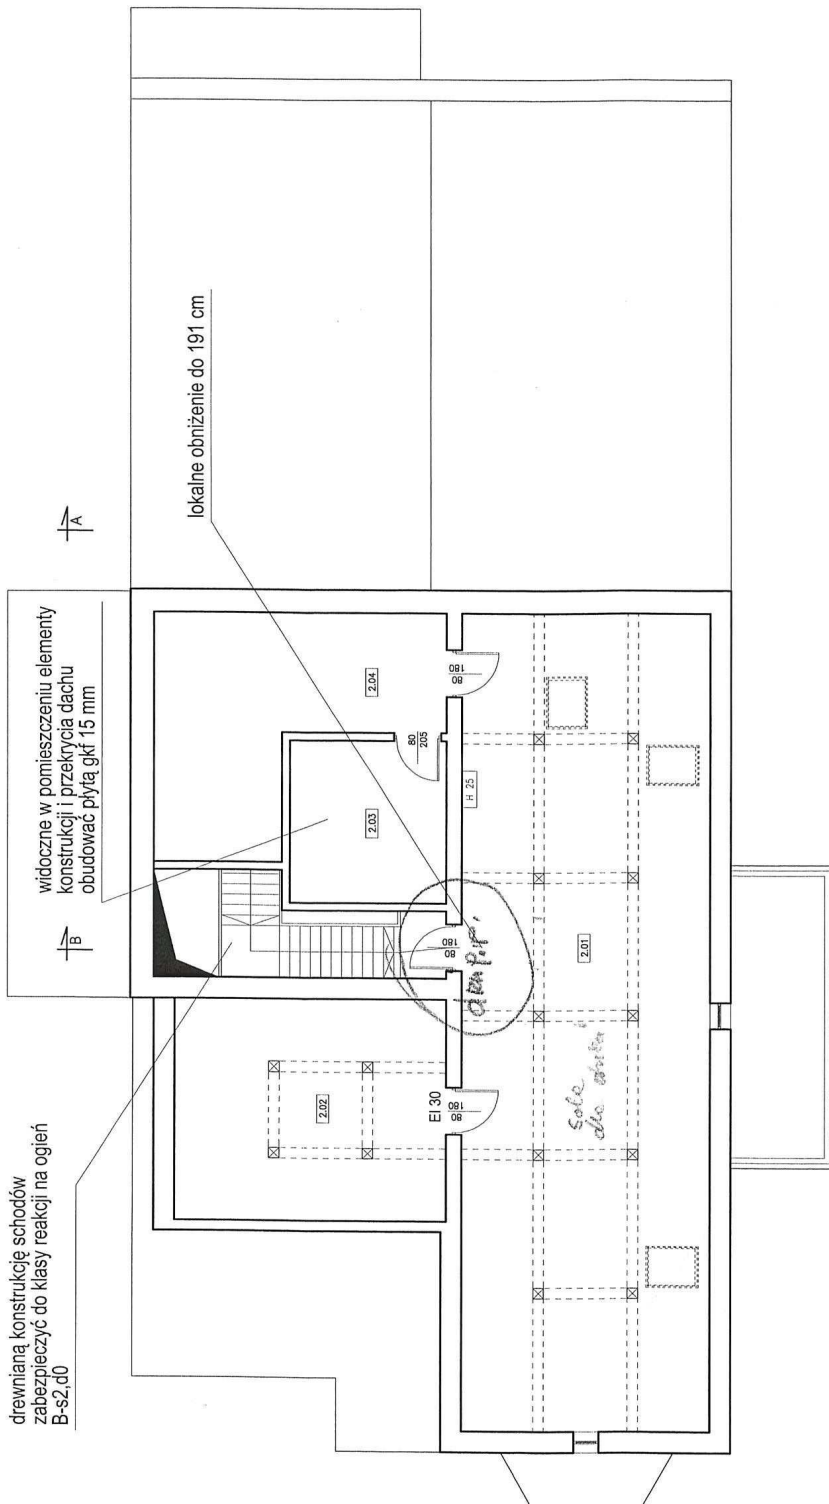 drewnianą konstrukcję schodów
zabezpieczyć do klasy reakcji na ogień
B-s2,d0
widoczne w pomieszczeniu elementy
konstrukcji i przekrycia dachu
obudować płytą gkf 15 mm
lokalne obniżenie do 191 cm
B
A
2.02
EI 30
80
180
80
180
2.03
80
205
2.04
80
180
H 25
2.01
Sala
dla